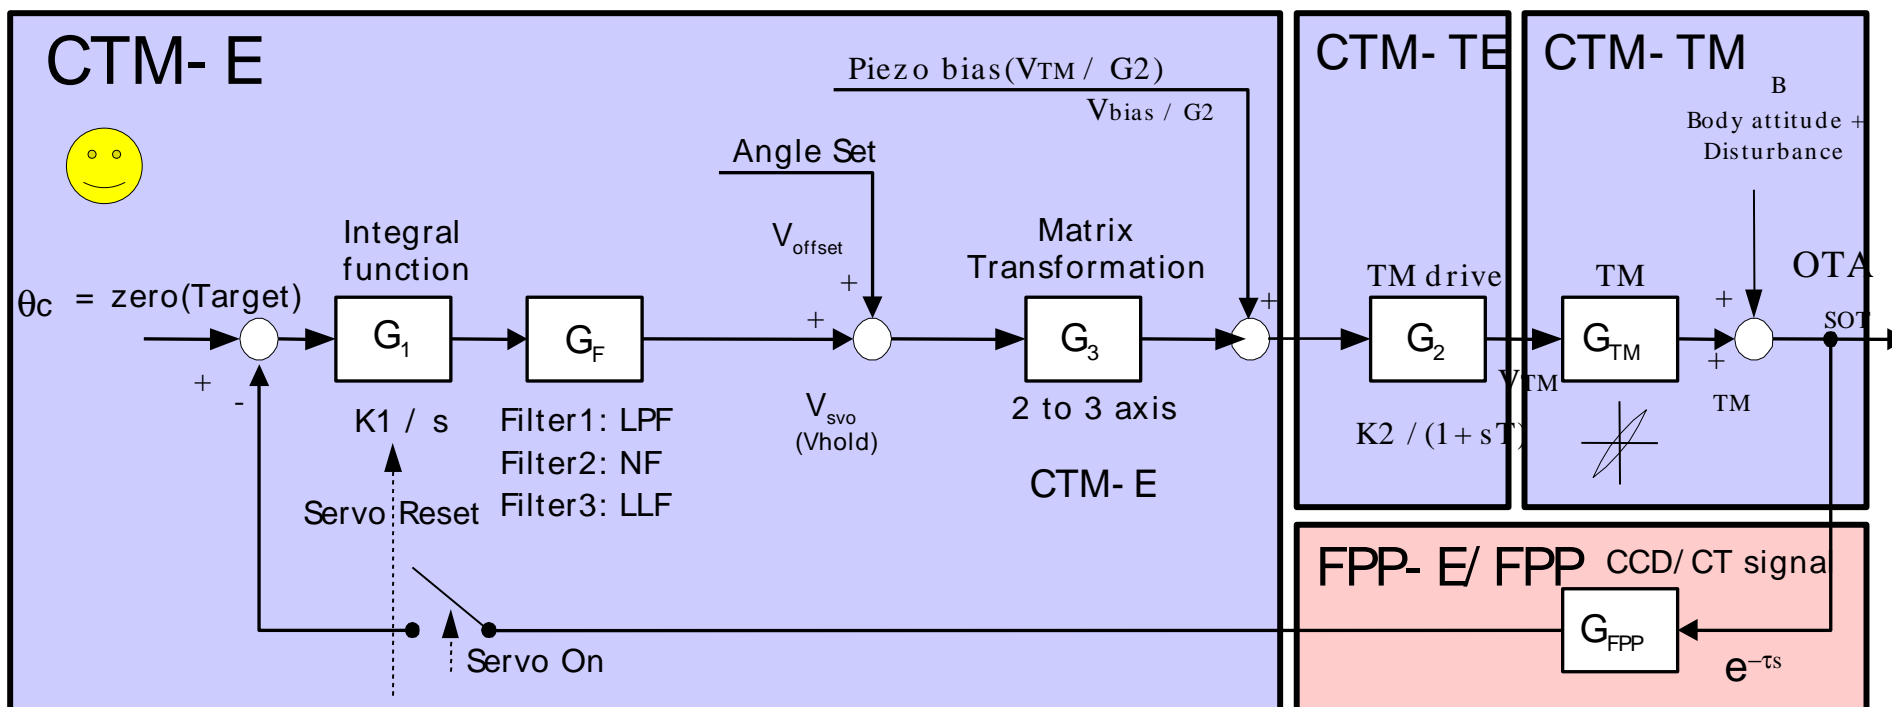 CTM- E
CTM- TE
CTM- TM
Piezo bias(VTM / G2)
Vbias / G2
B
Body attitude +
Disturbance
Angle Set
Integral
function
Voffset
Matrix
Transformation
TM drive
TM
OTA
θc = zero(Target)
+
+
+
+
SOT
G1
GF
G3
G2
GTM
+
-
VTM
+
TM
K1 / s
Filter1: LPF
Filter2: NF
Filter3: LLF
Vsvo
(Vhold)
2 to 3 axis
K2 / (1+sT)
CTM- E
Servo Reset
FPP- E/ FPP
CCD/ CT signal
GFPP
Servo On
e−τs